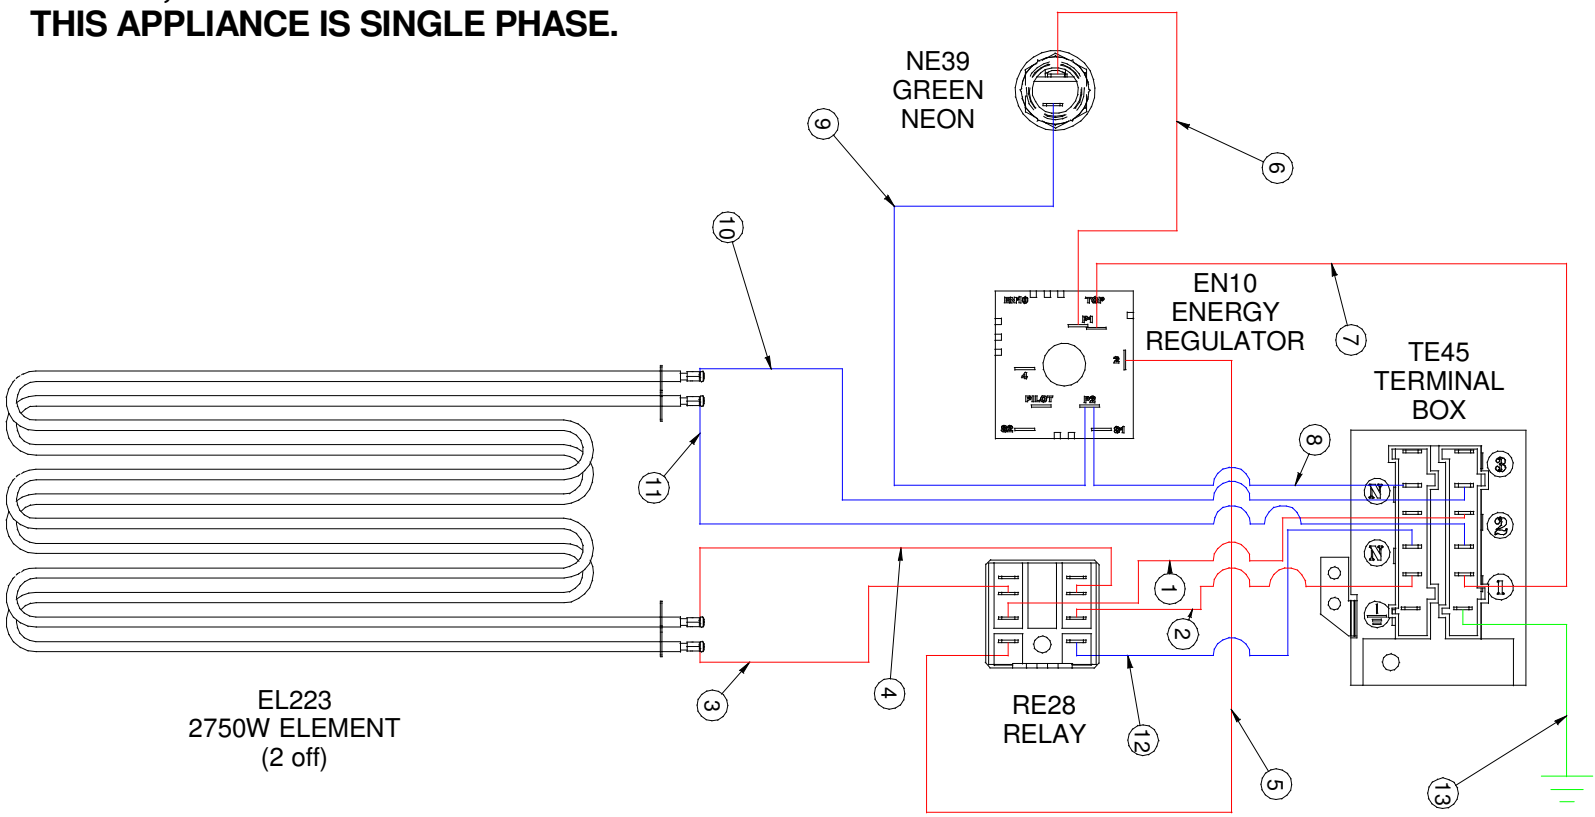 THIS APPLIANCE IS SINGLE PHASE.
NE39
GREEN
NEON
9
6
10
EN10
ENERGY
REGULATOR
EN10
TOP
P1
2
4
PILOT
P2
S2
S1
7
TE45
TERMINAL
BOX
8
3
N
2
N
1
11
4
1
2
3
EL223
2750W ELEMENT
(2 off)
RE28
RELAY
12
5
13